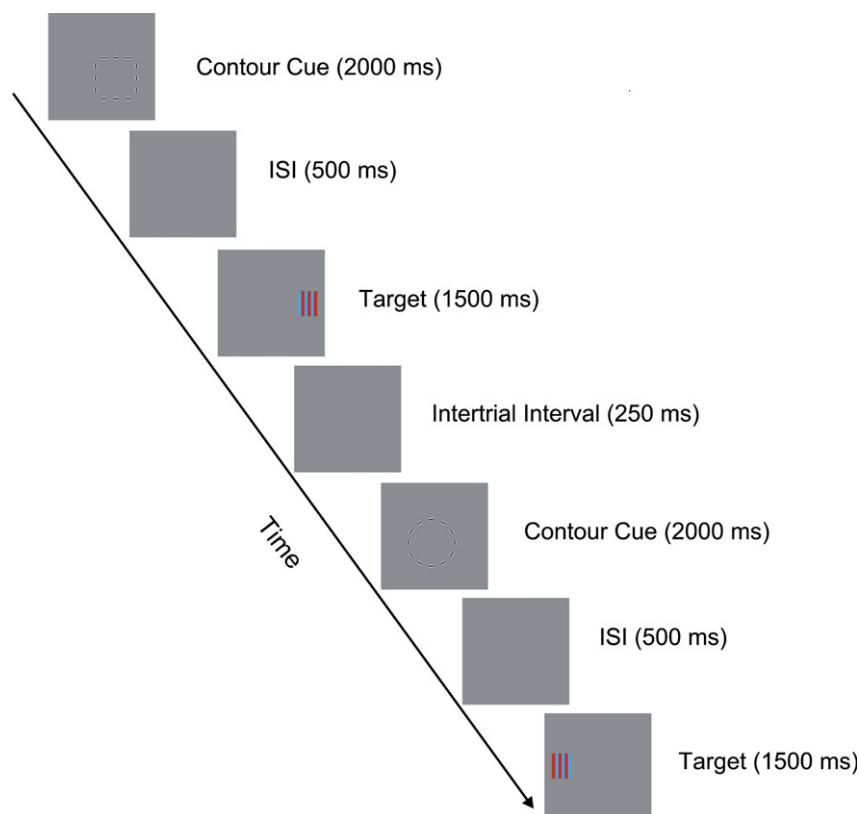 Contour Cue (2000 ms)
ISI (500 ms)
Target (1500 ms)
Intertrial Interval (250 ms)
Contour Cue (2000 ms)
Time
ISI (500 ms)
Target (1500 ms)